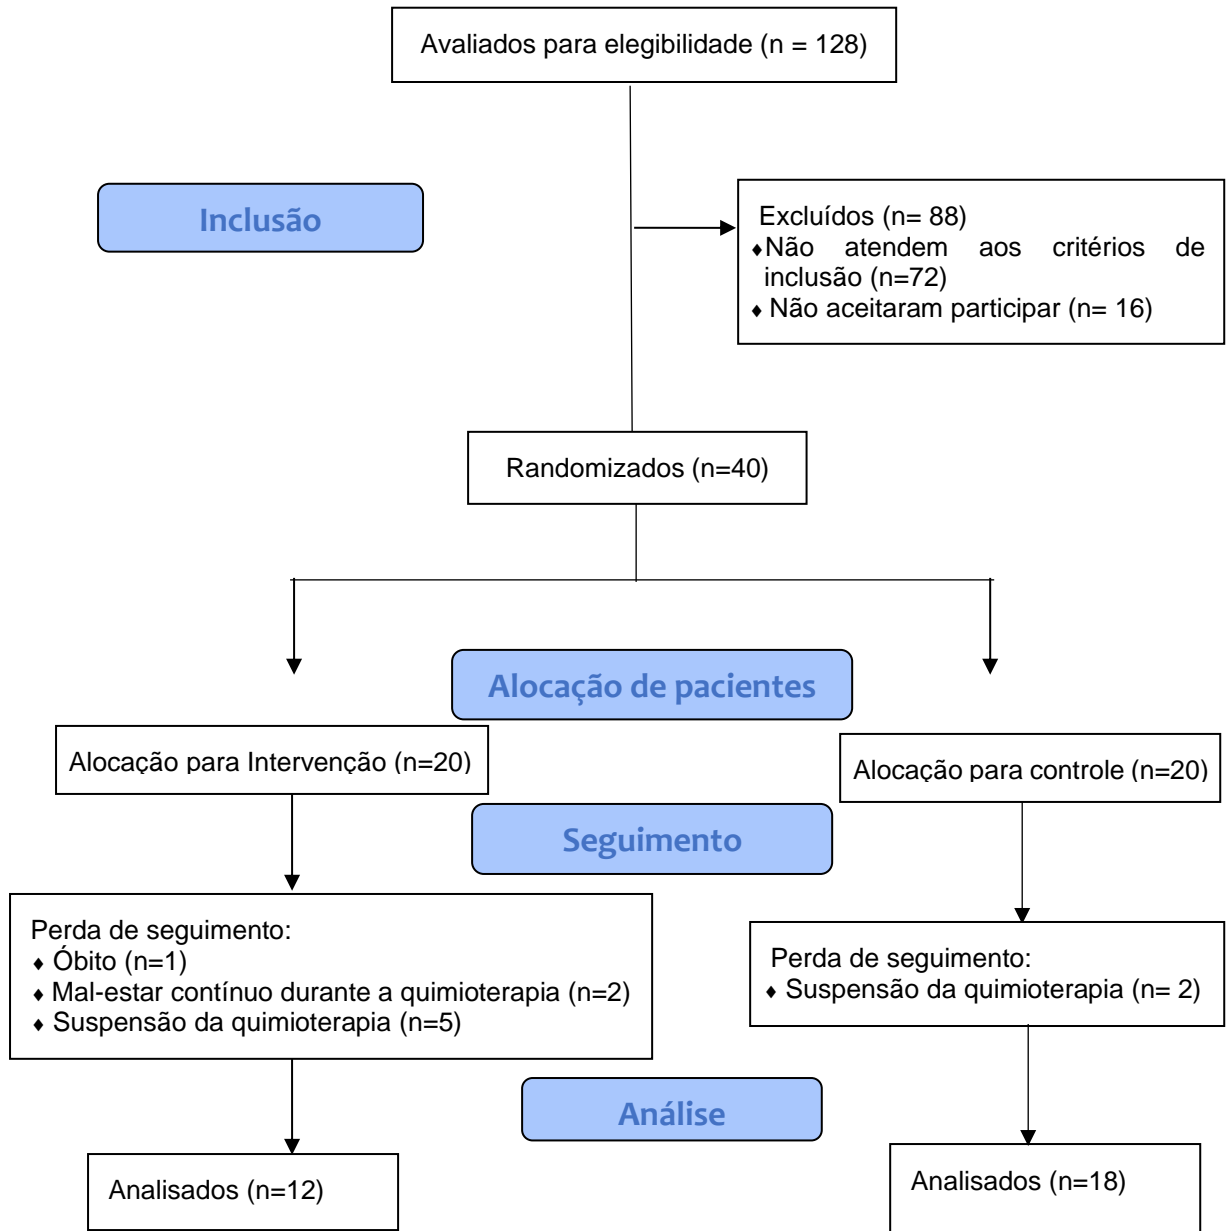 Avaliados para elegibilidade (n = 128)
Inclusão
Excluídos (n= 88)
♦Não atendem aos critérios de
inclusão (n=72)
♦ Não aceitaram participar (n= 16)
Randomizados (n=40)
Alocação de pacientes
Alocação para Intervenção (n=20)
Alocação para controle (n=20)
Seguimento
Perda de seguimento:
♦ Óbito (n=1)
♦ Mal-estar contínuo durante a quimioterapia (n=2)
♦ Suspensão da quimioterapia (n=5)
Perda de seguimento:
♦ Suspensão da quimioterapia (n= 2)
Análise
Analisados (n=12)
Analisados (n=18)